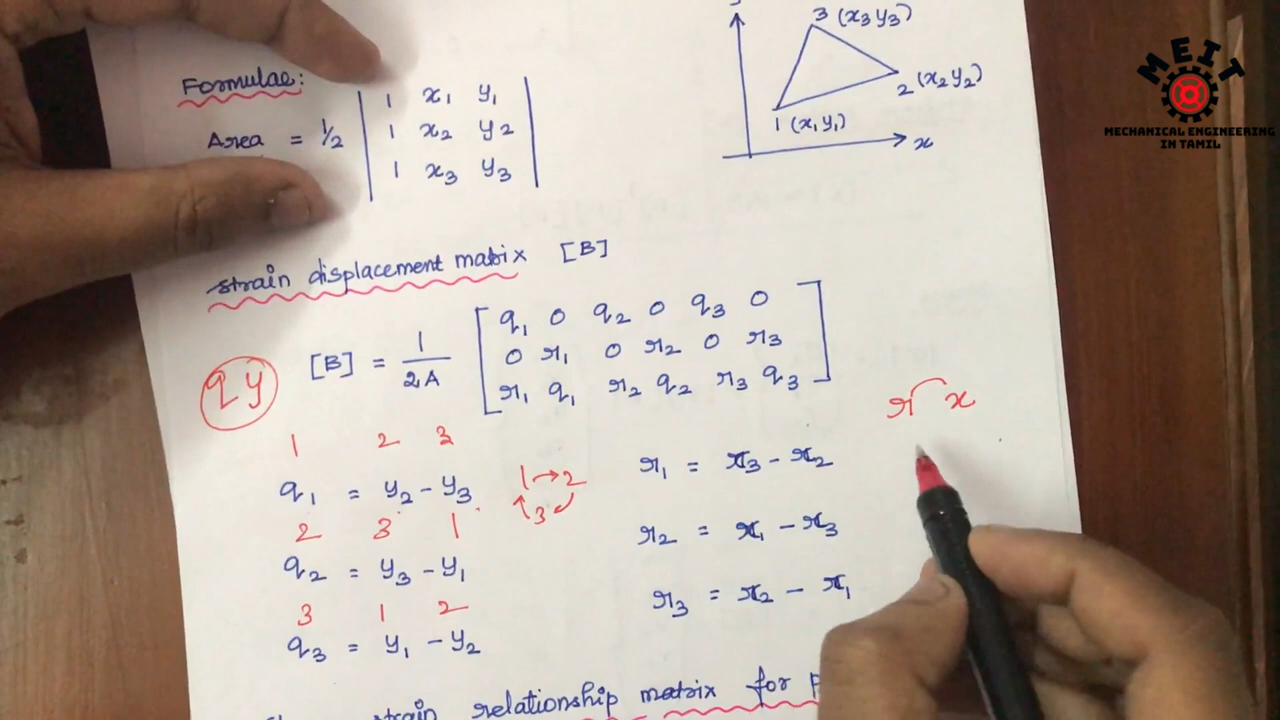 3 (x₃ y₃)
2 (x₂ y₂)
1 (x₁ y₁)
x
MEIT
MECHANICAL ENGINEERING
IN TAMIL
Formulae:
Area = 1/2 | 1 x₁ y₁
1 x₂ y₂
1 x₃ y₃ |
strain displacement matrix [B]
[B] = 1/2A [ q₁ 0 q₂ 0 q₃ 0
0 r₁ 0 r₂ 0 r₃
r₁ q₁ r₂ q₂ r₃ q₃ ]
q y
r x
1 2 3
q₁ = y₂ - y₃
1 → 2
3
r₁ = x₃ - x₂
2 3 1
q₂ = y₃ - y₁
r₂ = x₁ - x₃
3 1 2
q₃ = y₁ - y₂
r₃ = x₂ - x₁
strain relationship matrix for